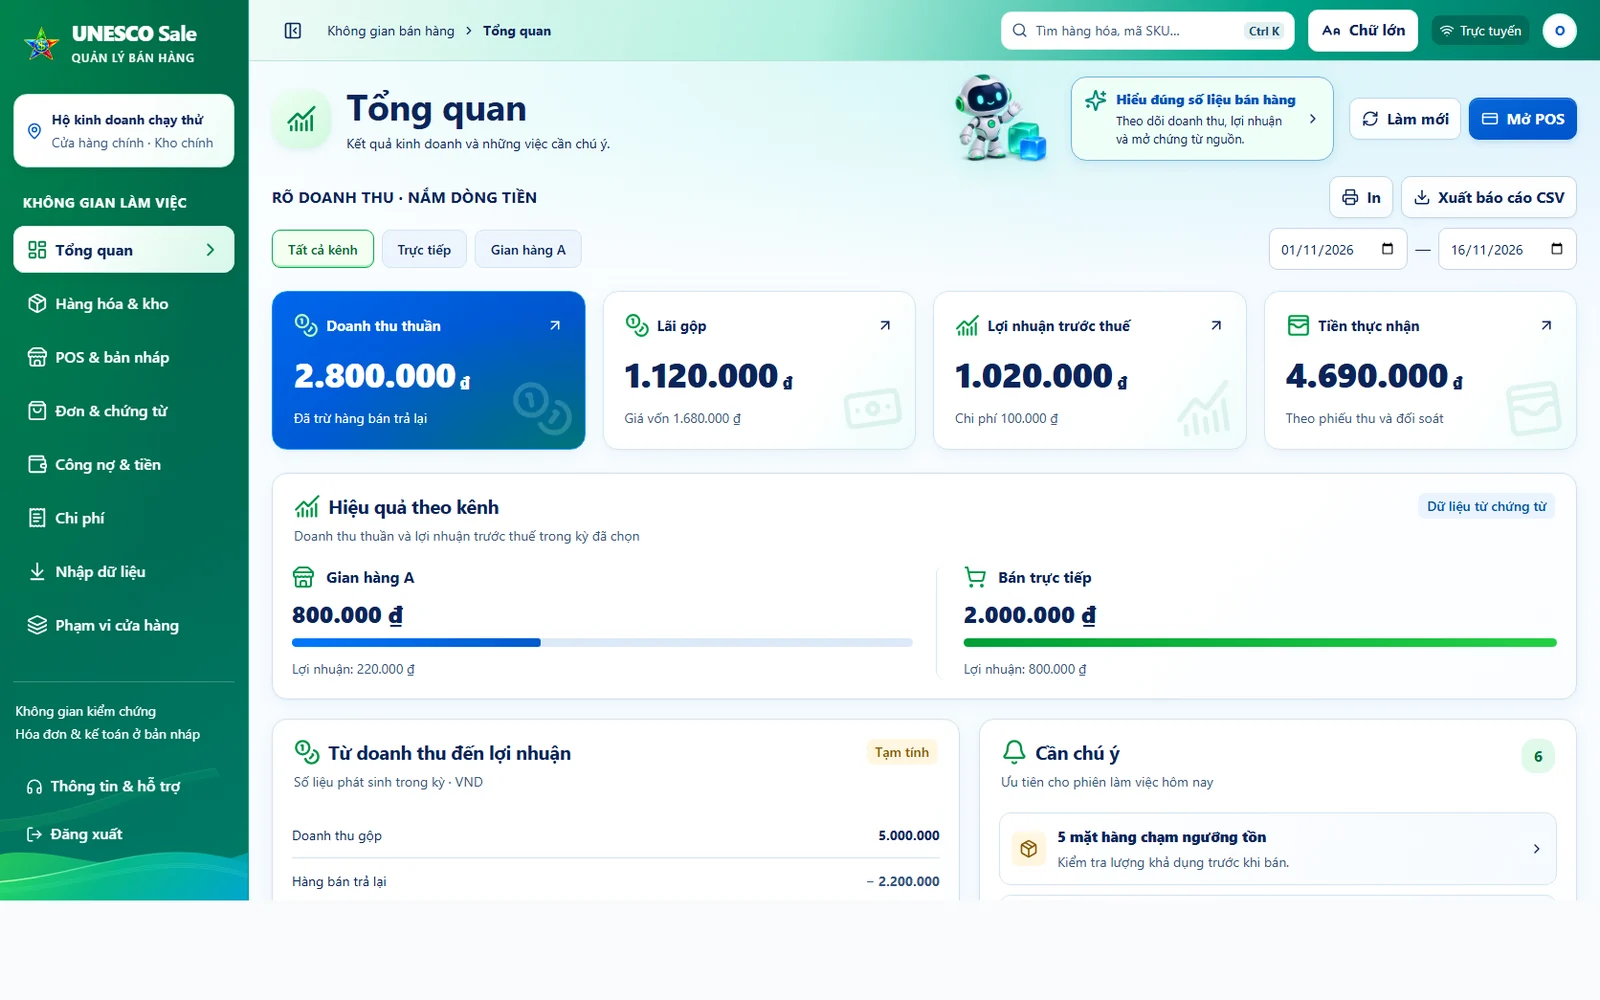 UNESCO Sale
QUẢN LÝ BÁN HÀNG
Hộ kinh doanh chạy thử
Cửa hàng chính · Kho chính
KHÔNG GIAN LÀM VIỆC
Tổng quan
Hàng hóa & kho
POS & bản nháp
Đơn & chứng từ
Công nợ & tiền
Chi phí
Nhập dữ liệu
Phạm vi cửa hàng
Không gian kiểm chứng
Hóa đơn & kế toán ở bản nháp
Thông tin & hỗ trợ
Đăng xuất
Không gian bán hàng > Tổng quan
Tìm hàng hóa, mã SKU... Ctrl K
Aa Chữ lớn
Trực tuyến
O
Tổng quan
Kết quả kinh doanh và những việc cần chú ý.
Hiểu đúng số liệu bán hàng
Theo dõi doanh thu, lợi nhuận
và mở chứng từ nguồn.
Làm mới
Mở POS
RÕ DOANH THU · NẮM DÒNG TIỀN
In
Xuất báo cáo CSV
Tất cả kênh
Trực tiếp
Gian hàng A
01/11/2026 — 16/11/2026
Doanh thu thuần
2.800.000 ₫
Đã trừ hàng bán trả lại
Lãi gộp
1.120.000 ₫
Giá vốn 1.680.000 ₫
Lợi nhuận trước thuế
1.020.000 ₫
Chi phí 100.000 ₫
Tiền thực nhận
4.690.000 ₫
Theo phiếu thu và đối soát
Hiệu quả theo kênh
Doanh thu thuần và lợi nhuận trước thuế trong kỳ đã chọn
Dữ liệu từ chứng từ
Gian hàng A
800.000 ₫
Lợi nhuận: 220.000 ₫
Bán trực tiếp
2.000.000 ₫
Lợi nhuận: 800.000 ₫
Từ doanh thu đến lợi nhuận
Số liệu phát sinh trong kỳ · VND
Tạm tính
Doanh thu gộp 5.000.000
Hàng bán trả lại − 2.200.000
Cần chú ý
Ưu tiên cho phiên làm việc hôm nay
6
5 mặt hàng chạm ngưỡng tồn
Kiểm tra lượng khả dụng trước khi bán.